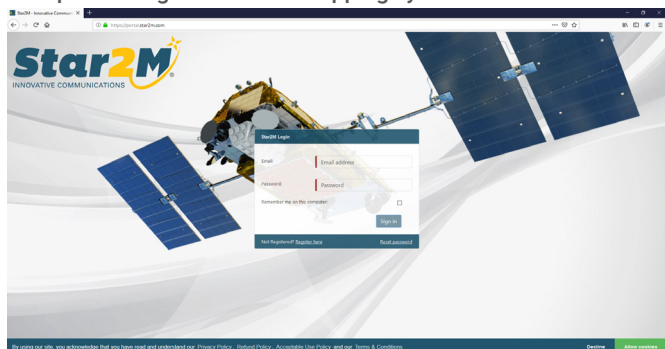 Star2M - Innovative Communi
https://portal.star2m.com
Star2M
INNOVATIVE COMMUNICATIONS
Star2M Login
Email
Email address
Password
Password
Remember me on this computer:
Sign in
Not Registered? Register here
Reset password
By using our site, you acknowledge that you have read and understand our Privacy Policy, Refund Policy, Acceptable Use Policy and our Terms & Conditions
Decline
Allow cookies